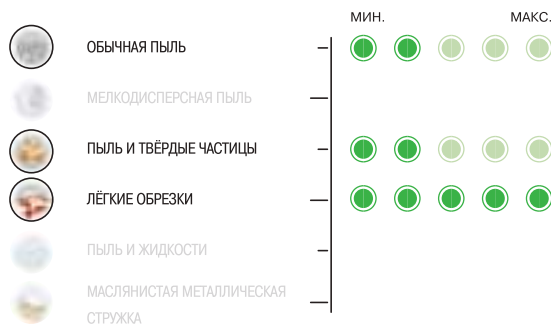 МИН. МАКС.
ОБЫЧНАЯ ПЫЛЬ
МЕЛКОДИСПЕРСНАЯ ПЫЛЬ
ПЫЛЬ И ТВЁРДЫЕ ЧАСТИЦЫ
ЛЁГКИЕ ОБРЕЗКИ
ПЫЛЬ И ЖИДКОСТИ
МАСЛЯНИСТАЯ МЕТАЛЛИЧЕСКАЯ
СТРУЖКА